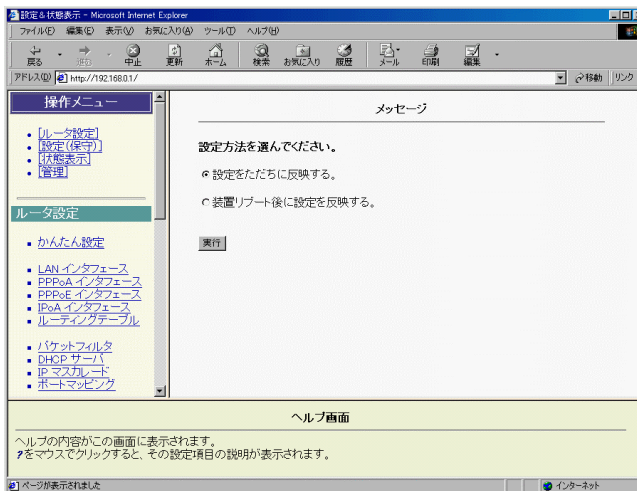 設定&状態表示 - Microsoft Internet Explorer
ファイル(F) 編集(E) 表示(V) お気に入り(A) ツール(T) ヘルプ(H)
戻る 進む 中止 更新 ホーム 検索 お気に入り 履歴 メール 印刷 編集
アドレス(D) http://192.168.0.1/ 移動 リンク
操作メニュー
[ルータ設定]
[設定(保守)]
[状態表示]
[管理]
ルータ設定
かんたん設定
LAN インタフェース
PPPoA インタフェース
PPPoE インタフェース
IPoA インタフェース
ルーティングテーブル
パケットフィルタ
DHCP サーバ
IP マスカレード
ポートマッピング
メッセージ
設定方法を選んでください。
設定をただちに反映する。
装置リブート後に設定を反映する。
実行
ヘルプ画面
ヘルプの内容がこの画面に表示されます。
?をマウスでクリックすると、その設定項目の説明が表示されます。
ページが表示されました インターネット